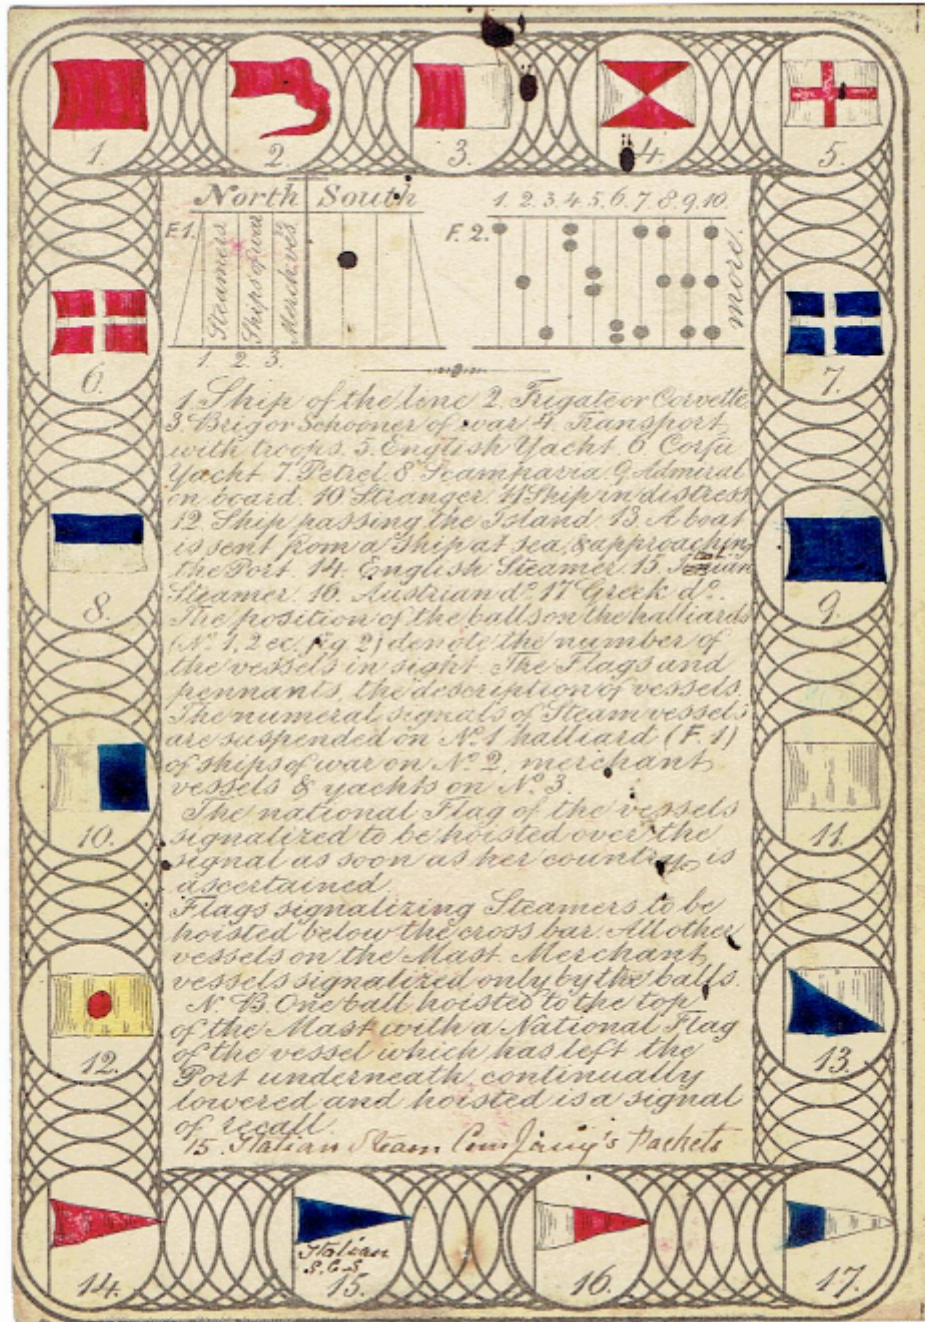 1. 2. 3. 4. 5.
North South
F.1. Steamers Ships of war Merch. ves.
1. 2. 3.
1. 2. 3. 4. 5. 6. 7. 8. 9. 10
F. 2. more.
6. 7.
1. Ship of the line 2. Frigate or Corvette
3 Brig or Schooner of war 4 Transport
with troops. 5. English Yacht 6 Corfu
Yacht 7. Petrel. 8. Scamparia. 9 Admiral
on board. 10 Stranger. 11 Ship in distress
12. Ship passing the Island. 13. A boat
is sent from a Ship at sea, & approaching
the Port. 14. English Steamer. 15.
Steamer. 16. Austrian do. 17 Greek do.
The position of the balls on the halliards
(No. 1, 2 ec. fig 2) denote the number of
the vessels in sight. The Flags and
pennants, the description of vessels.
The numeral signals of Steam vessels
are suspended on No. 1 halliard (F. 1)
of ships of war on No. 2, merchant
vessels & yachts on No. 3.
The national Flag of the vessels
signalized to be hoisted over the
signal as soon as her country is
ascertained.
Flags signalizing Steamers to be
hoisted below the cross bar. All other
vessels on the Mast. Merchant
vessels signalized only by the balls.
N. B. One ball hoisted to the top
of the Mast with a National Flag
of the vessel which has left the
Port underneath, continually
lowered and hoisted is a signal
of recall.
15. Italian Steam Packets
8. 9.
10. 11.
12. 13.
Italian
S.C.S
14. 15. 16. 17.